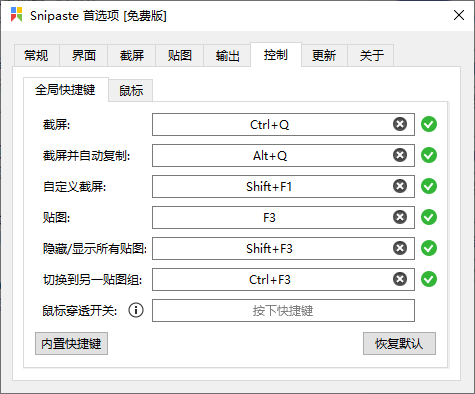 Snipaste 首选项 [免费版]
常规 界面 截屏 贴图 输出 控制 更新 关于
全局快捷键 鼠标
截屏: Ctrl+Q
截屏并自动复制: Alt+Q
自定义截屏: Shift+F1
贴图: F3
隐藏/显示所有贴图: Shift+F3
切换到另一贴图组: Ctrl+F3
鼠标穿透开关: 按下快捷键
内置快捷键 恢复默认